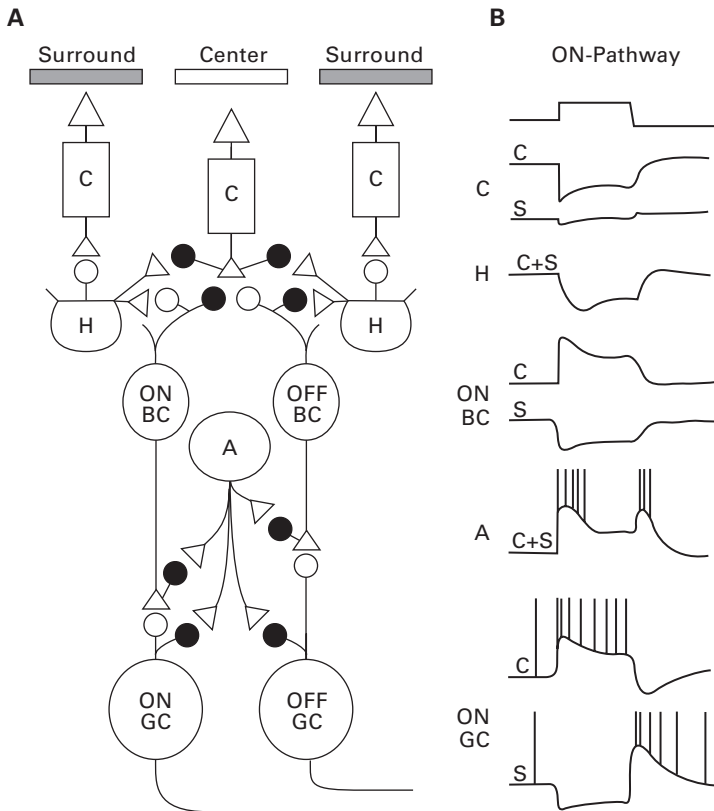 A
Surround
Center
Surround
C
C
C
H
H
ON
BC
OFF
BC
A
ON
GC
OFF
GC
B
ON-Pathway
C
C
S
H
C+S
C
ON
BC
S
A
C+S
C
ON
GC
S